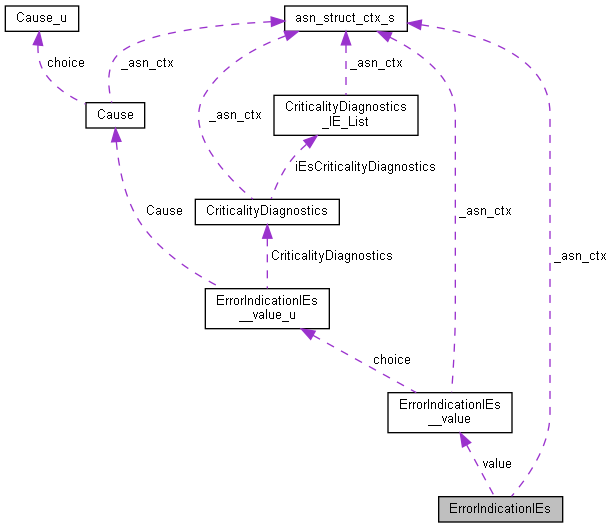 Cause_u
asn_struct_ctx_s
choice
_asn_ctx
_asn_ctx
Cause
_asn_ctx
CriticalityDiagnostics
_IE_List
iEsCriticalityDiagnostics
Cause
CriticalityDiagnostics
_asn_ctx
CriticalityDiagnostics
_asn_ctx
ErrorIndicationIEs
__value_u
choice
ErrorIndicationIEs
__value
value
ErrorIndicationIEs